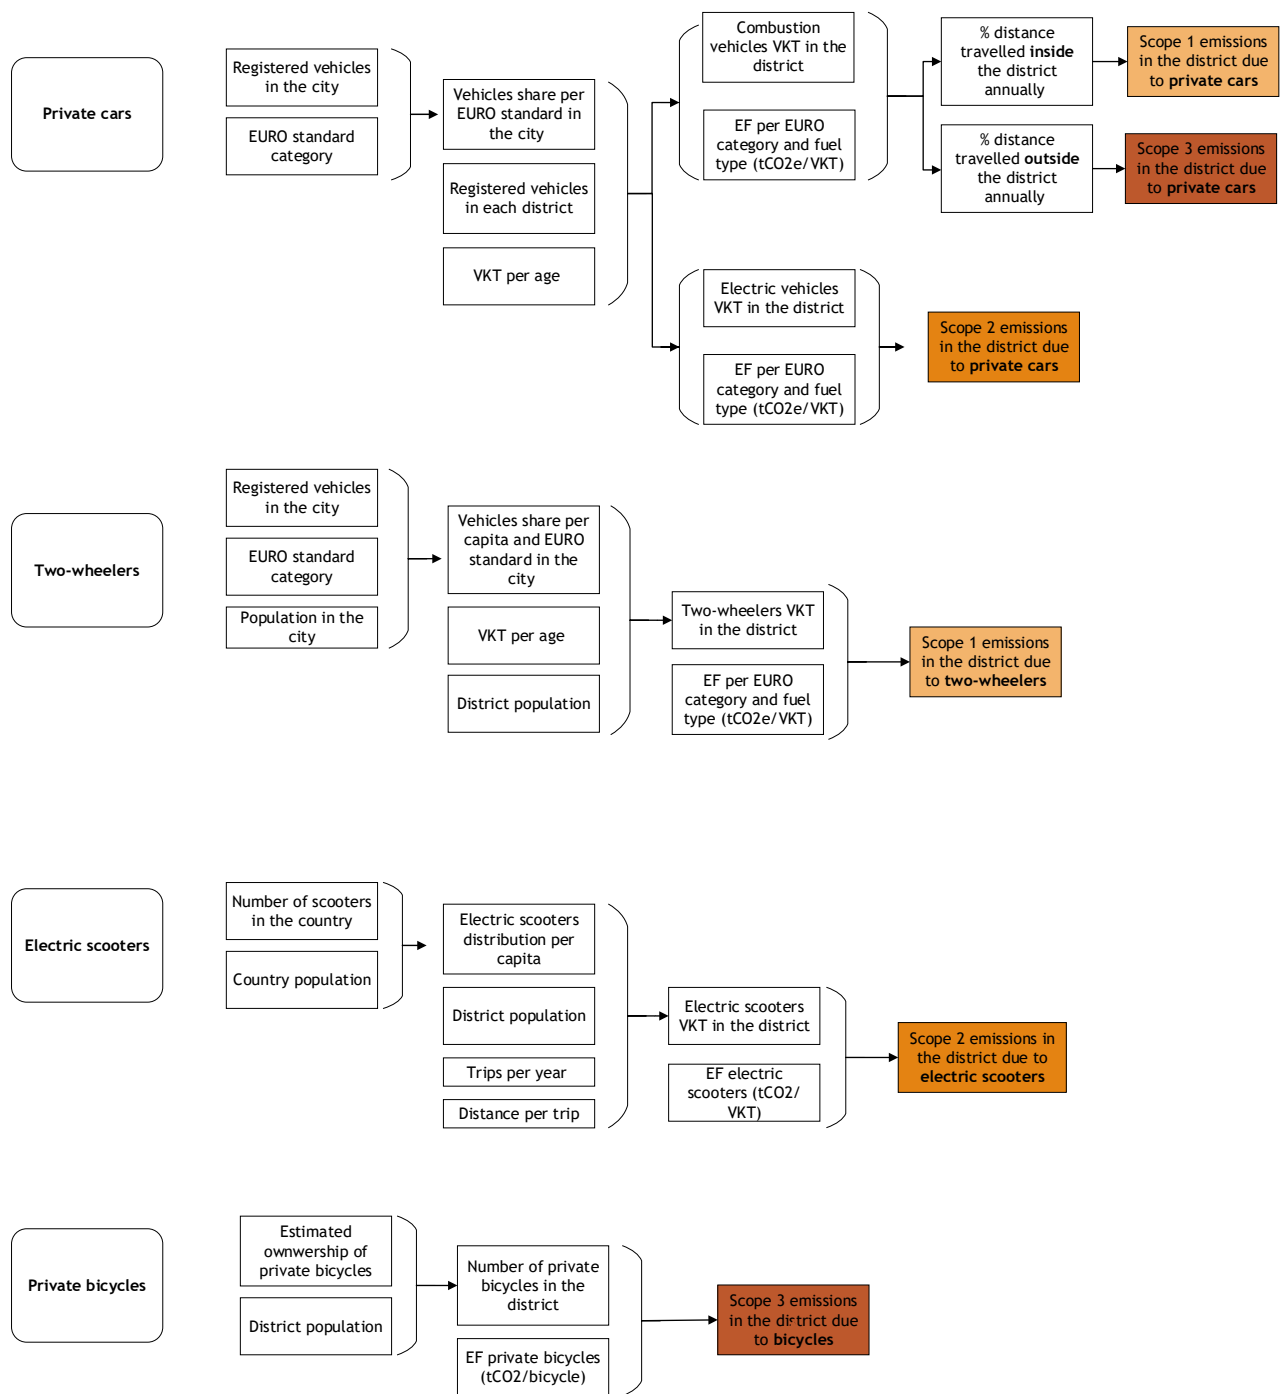 Private cars
Registered vehicles
in the city
EURO standard
category
Vehicles share per
EURO standard in
the city
Registered vehicles
in each district
VKT per age
Combustion
vehicles VKT in the
district
EF per EURO
category and fuel
type (tCO2e/VKT)
% distance
travelled inside
the district
annually
Scope 1 emissions
in the district due
to private cars
% distance
travelled outside
the district
annually
Scope 3 emissions
in the district due
to private cars
Electric vehicles
VKT in the district
EF per EURO
category and fuel
type (tCO2e/VKT)
Scope 2 emissions
in the district due
to private cars
Two-wheelers
Registered vehicles
in the city
EURO standard
category
Population in the
city
Vehicles share per
capita and EURO
standard in the
city
VKT per age
District population
Two-wheelers VKT
in the district
EF per EURO
category and fuel
type (tCO2e/VKT)
Scope 1 emissions
in the district due
to two-wheelers
Electric scooters
Number of scooters
in the country
Country population
Electric scooters
distribution per
capita
District population
Trips per year
Distance per trip
Electric scooters
VKT in the district
EF electric
scooters (tCO2/
VKT)
Scope 2 emissions in
the district due to
electric scooters
Private bicycles
Estimated
ownwership of
private bicycles
District population
Number of private
bicycles in the
district
EF private bicycles
(tCO2/bicycle)
Scope 3 emissions
in the district due
to bicycles